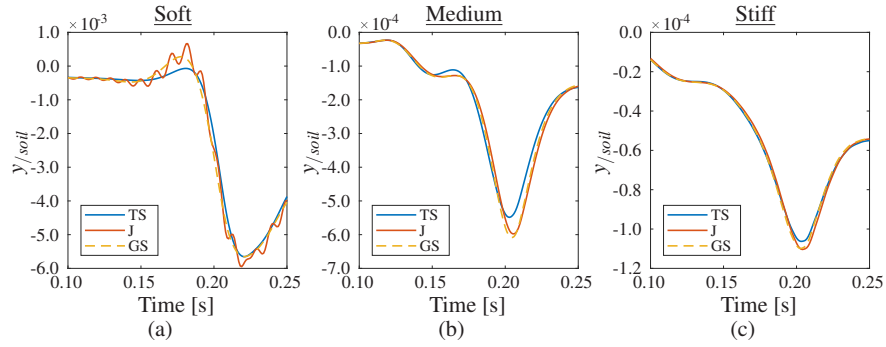 Soft
×10⁻³
1.0
0.0
-1.0
-2.0
-3.0
-4.0
-5.0
6.0
y/soil
TS
J
GS
0.10 0.15 0.20 0.25
Time [s]
(a)
Medium
×10⁻⁴
0.0
-1.0
-2.0
-3.0
-4.0
-5.0
-6.0
-7.0
y/soil
TS
J
GS
0.10 0.15 0.20 0.25
Time [s]
(b)
Stiff
×10⁻⁴
0.0
-0.2
-0.4
-0.6
-0.8
-1.0
-1.2
y/soil
TS
J
GS
0.10 0.15 0.20 0.25
Time [s]
(c)